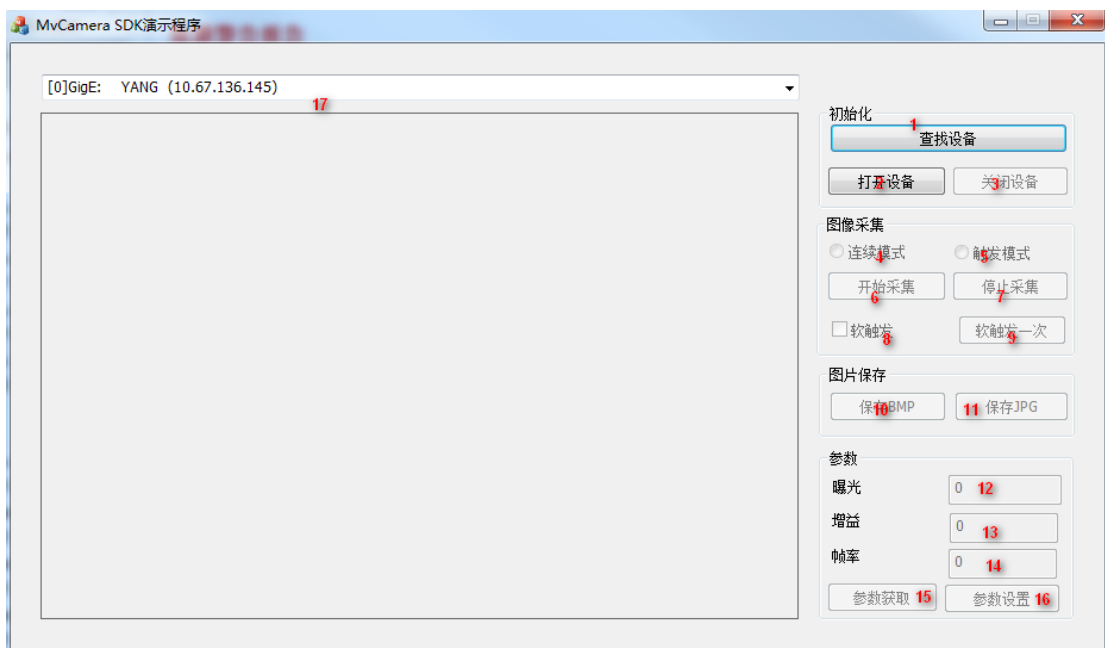 MvCamera SDK演示程序
[0]GigE: YANG (10.67.136.145)
17
初始化
1
查找设备
打开设备 2
关闭设备 3
图像采集
连续模式 4
触发模式 5
开始采集 6
停止采集 7
软触发 8
软触发一次 9
图片保存
保存BMP 10
11 保存JPG
参数
曝光 0 12
增益 0 13
帧率 0 14
参数获取 15
参数设置 16